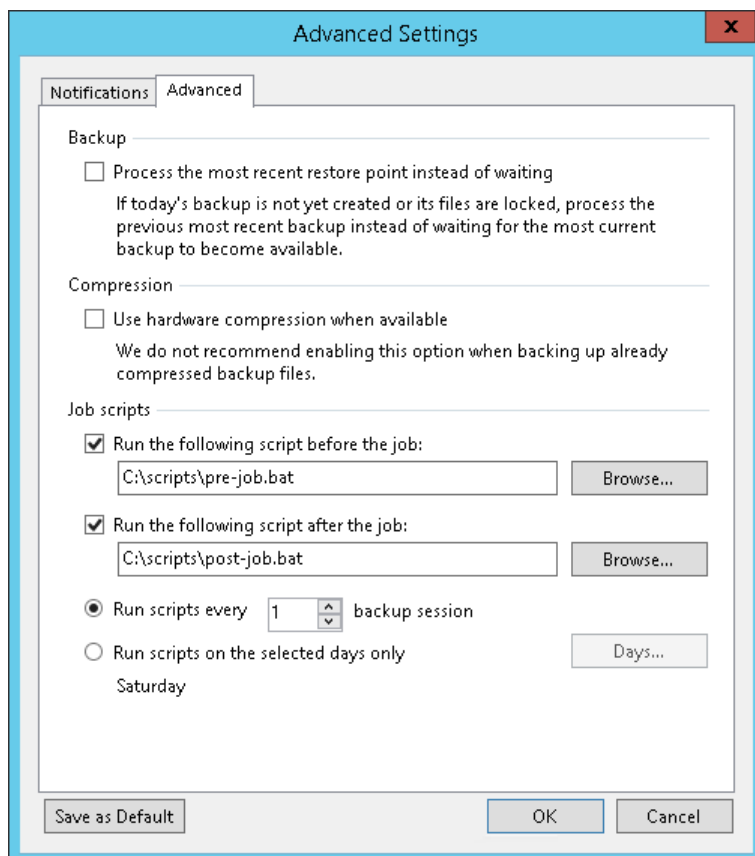 Advanced Settings
x
Notifications
Advanced
Backup
Process the most recent restore point instead of waiting
If today's backup is not yet created or its files are locked, process the
previous most recent backup instead of waiting for the most current
backup to become available.
Compression
Use hardware compression when available
We do not recommend enabling this option when backing up already
compressed backup files.
Job scripts
Run the following script before the job:
C:\scripts\pre-job.bat
Browse...
Run the following script after the job:
C:\scripts\post-job.bat
Browse...
Run scripts every 1 backup session
Run scripts on the selected days only
Days...
Saturday
Save as Default
OK
Cancel